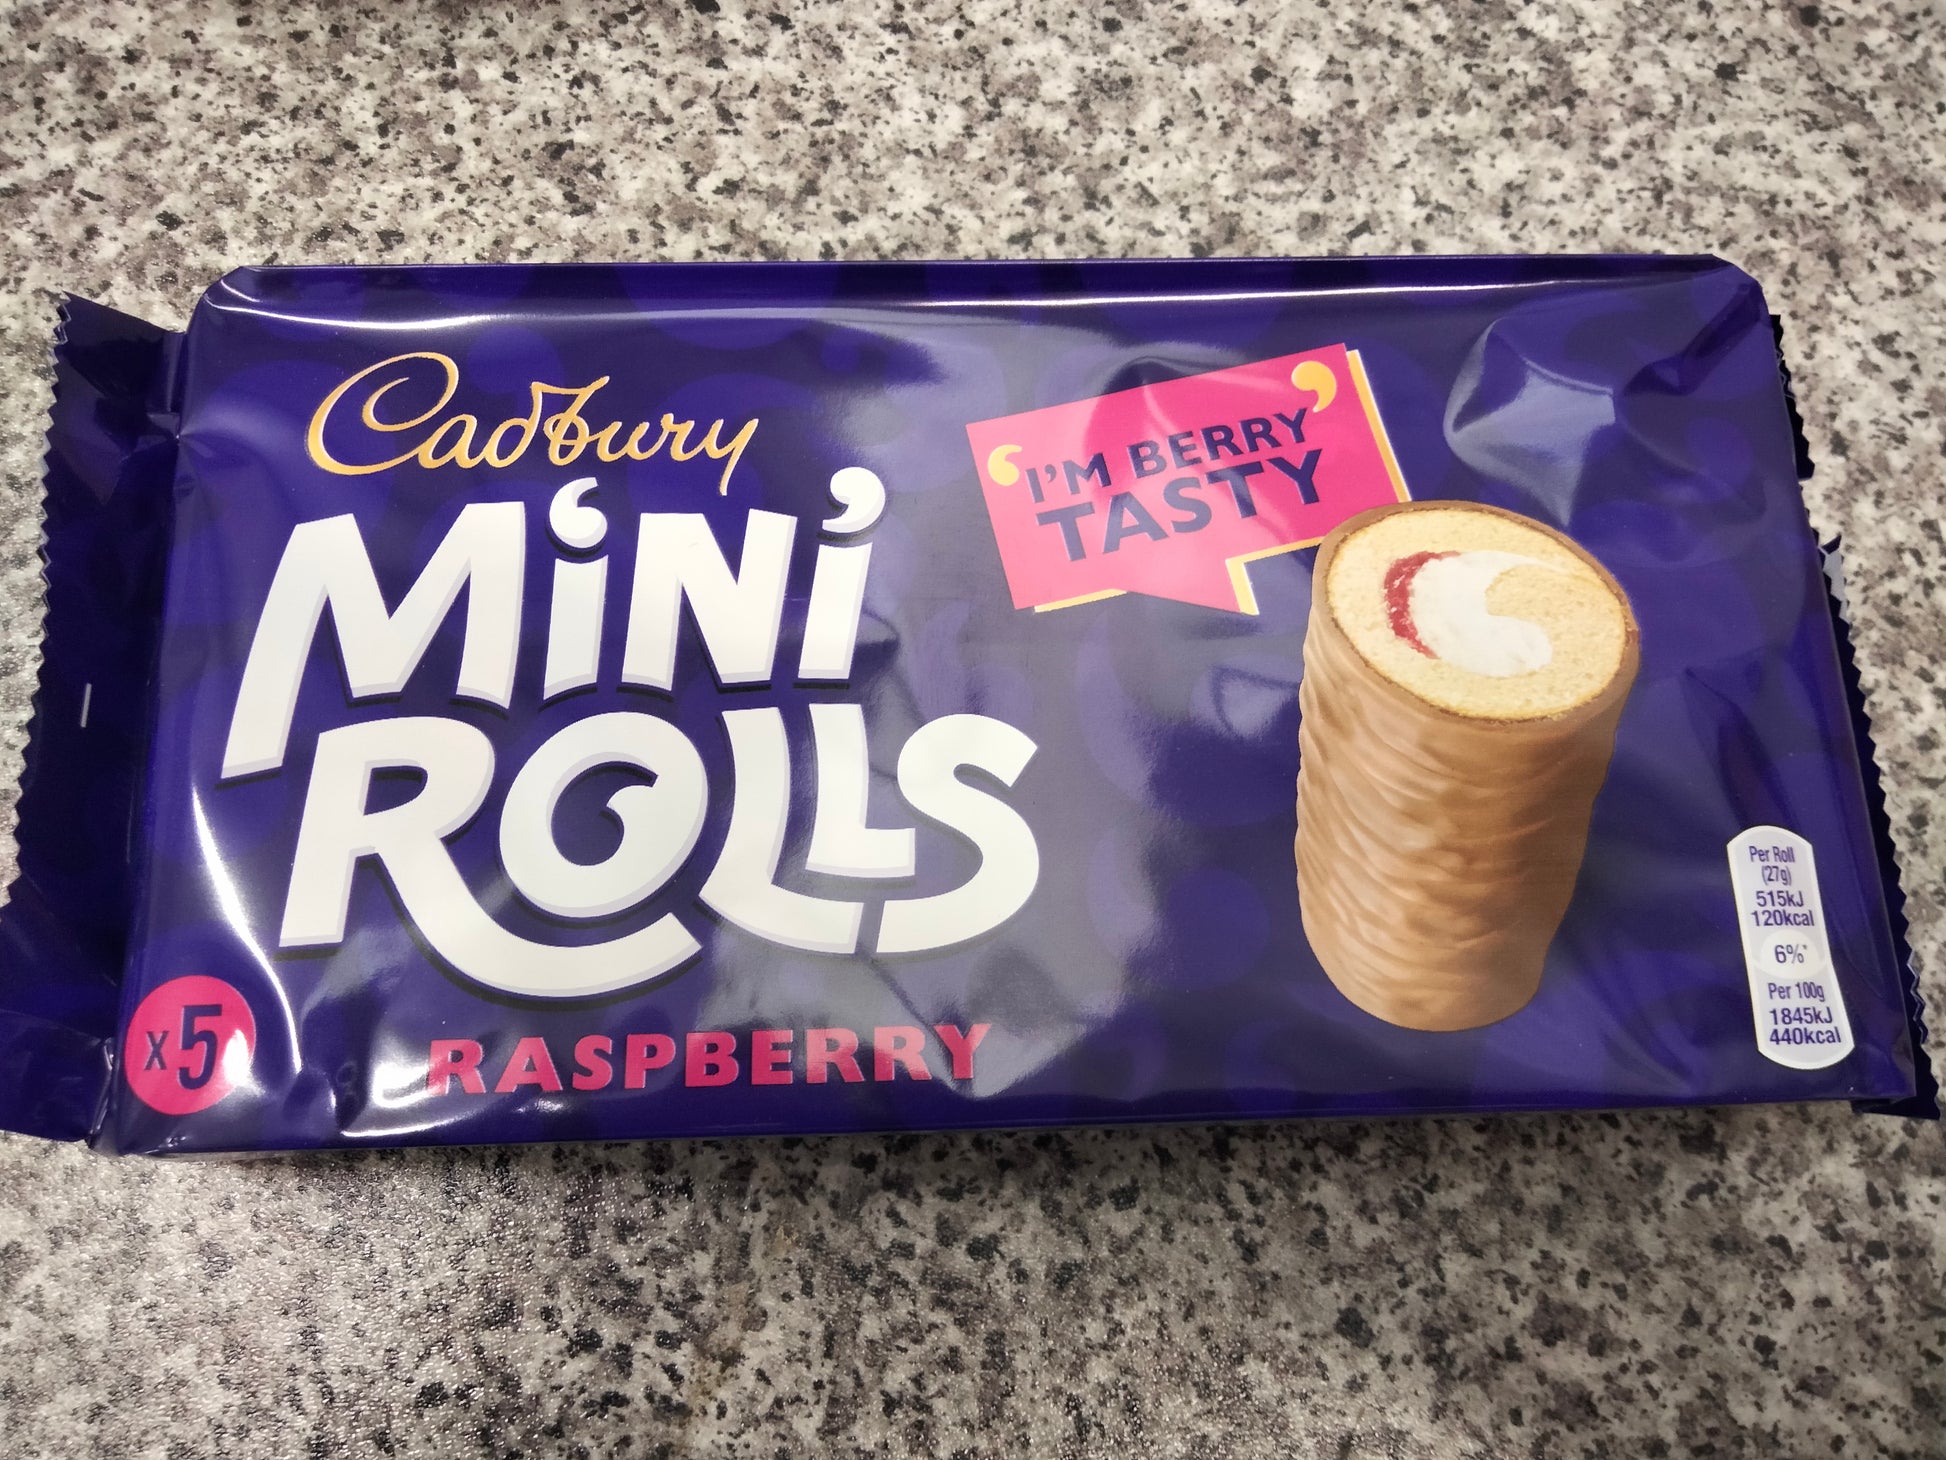 Cadbury
MiNi
ROLLS
RASPBERRY
x5
‘I'M BERRY’
TASTY
Per Roll
(27g)
515kJ
120kcal
6%*
Per 100g
1845kJ
440kcal